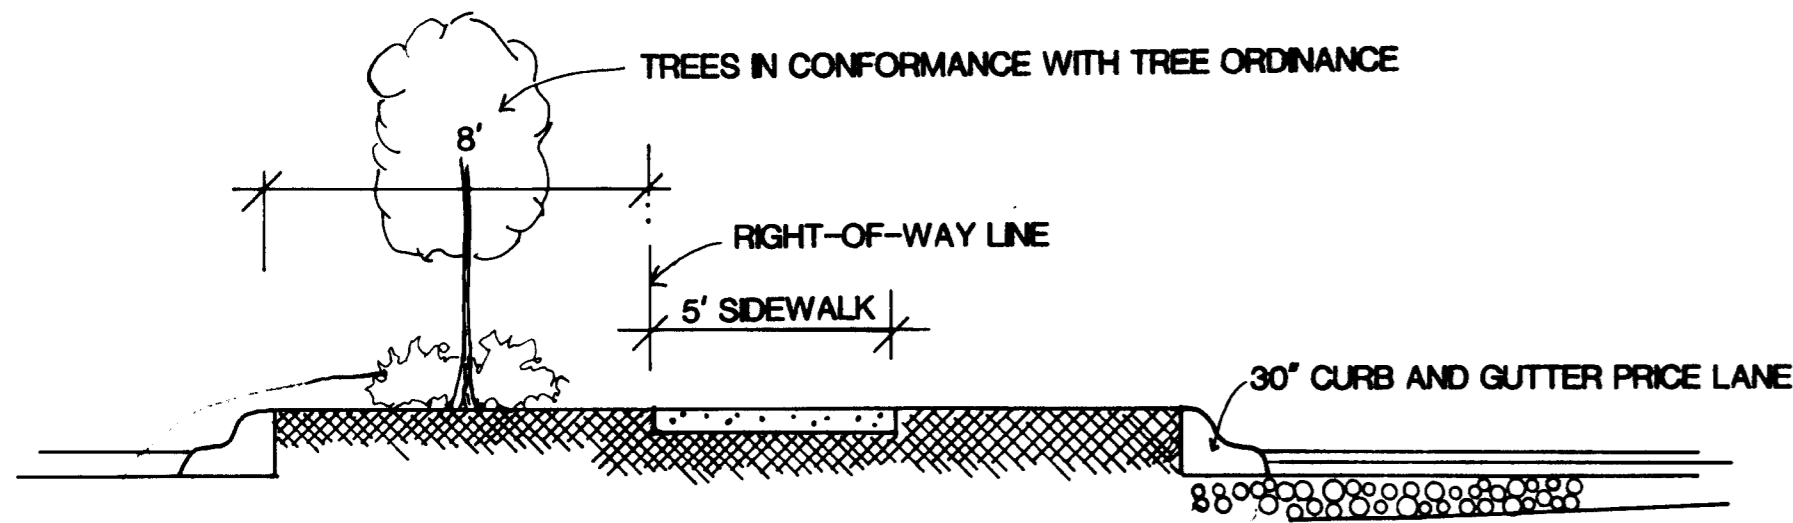 TREES IN CONFORMANCE WITH TREE ORDINANCE
8'
RIGHT-OF-WAY LINE
5' SIDEWALK
30" CURB AND GUTTER PRICE LANE